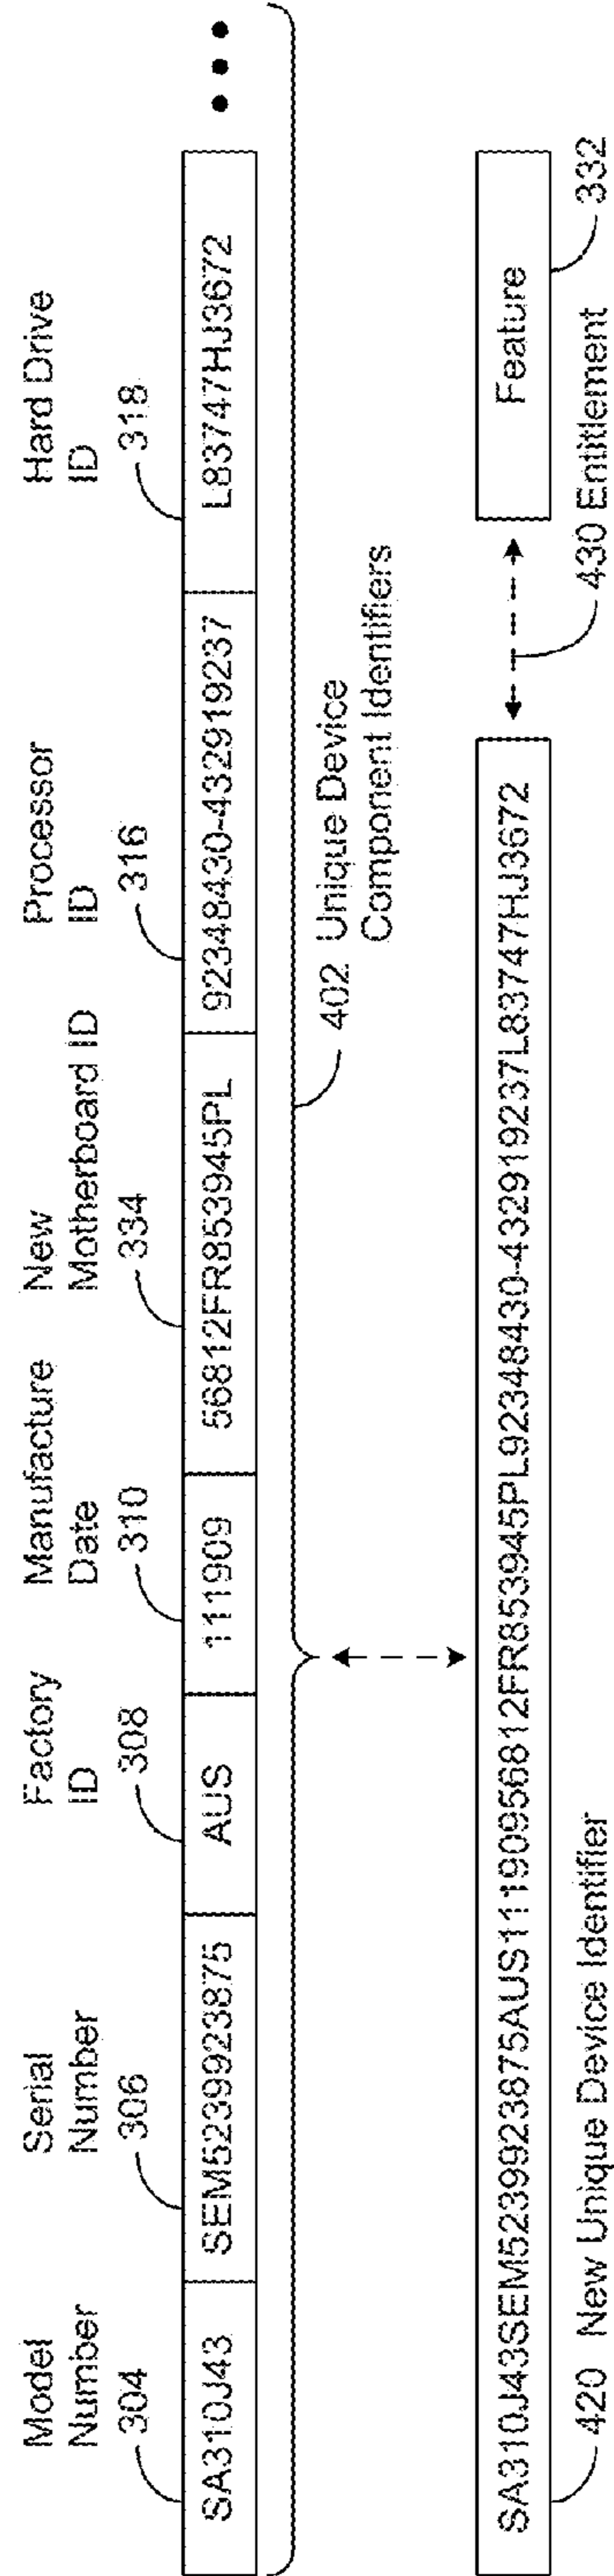 Model
Number
304
Serial
Number
306
Factory
ID
308
Manufacture
Date
310
New
Motherboard ID
334
Processor
ID
316
Hard Drive
ID
318
SA310J43
SEM5239923875
AUS
111909
56812FR853945PL
92348430-432919237
L83747HJ3672
402 Unique Device
Component Identifiers
SA310J43SEM5239923875AUS11190956812FR853945PL92348430-432919237L83747HJ3672
Feature
420 New Unique Device Identifier
430 Entitlement
332